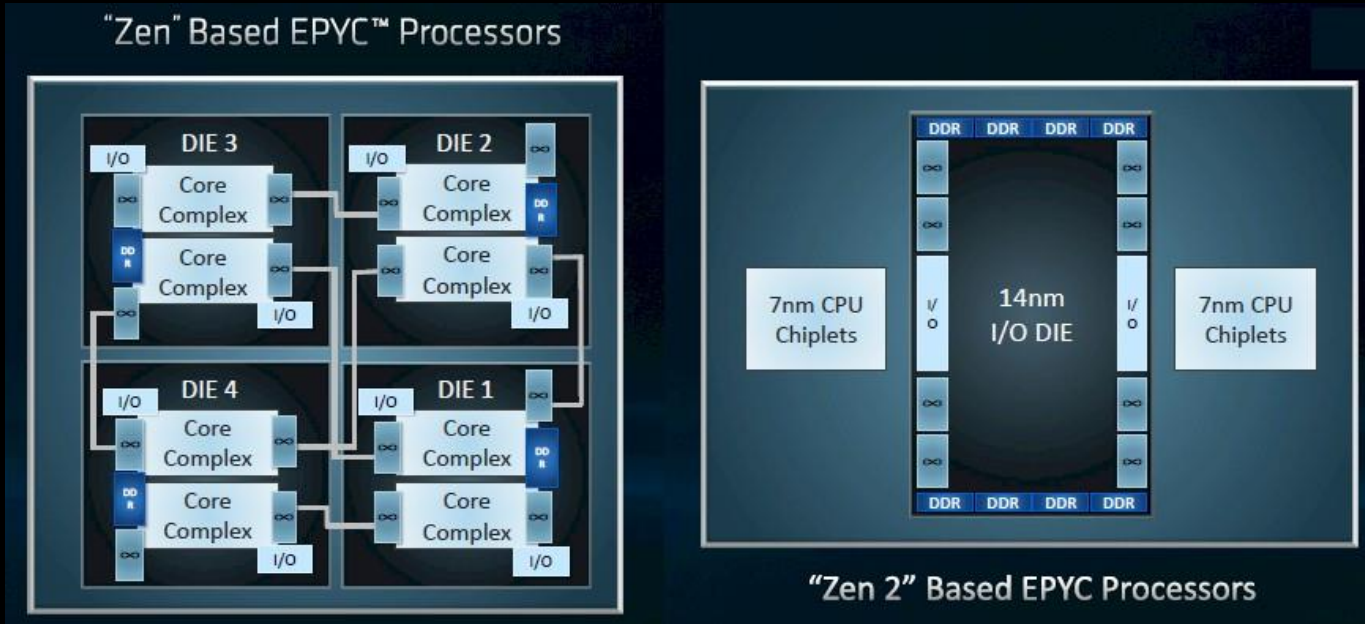 "Zen" Based EPYC™ Processors
DIE 3
I/O
∞
Core
Complex
∞
DD
R
Core
Complex
∞
∞
I/O
DIE 2
I/O
∞
∞
Core
Complex
DD
R
∞
Core
Complex
∞
I/O
DIE 4
I/O
∞
Core
Complex
∞
DD
R
Core
Complex
∞
∞
I/O
DIE 1
I/O
∞
∞
Core
Complex
DD
R
∞
Core
Complex
∞
I/O
DDR DDR DDR DDR
∞ ∞
∞ ∞
7nm CPU
Chiplets
I/
O
14nm
I/O DIE
I/
O
7nm CPU
Chiplets
∞ ∞
∞ ∞
DDR DDR DDR DDR
"Zen 2" Based EPYC Processors